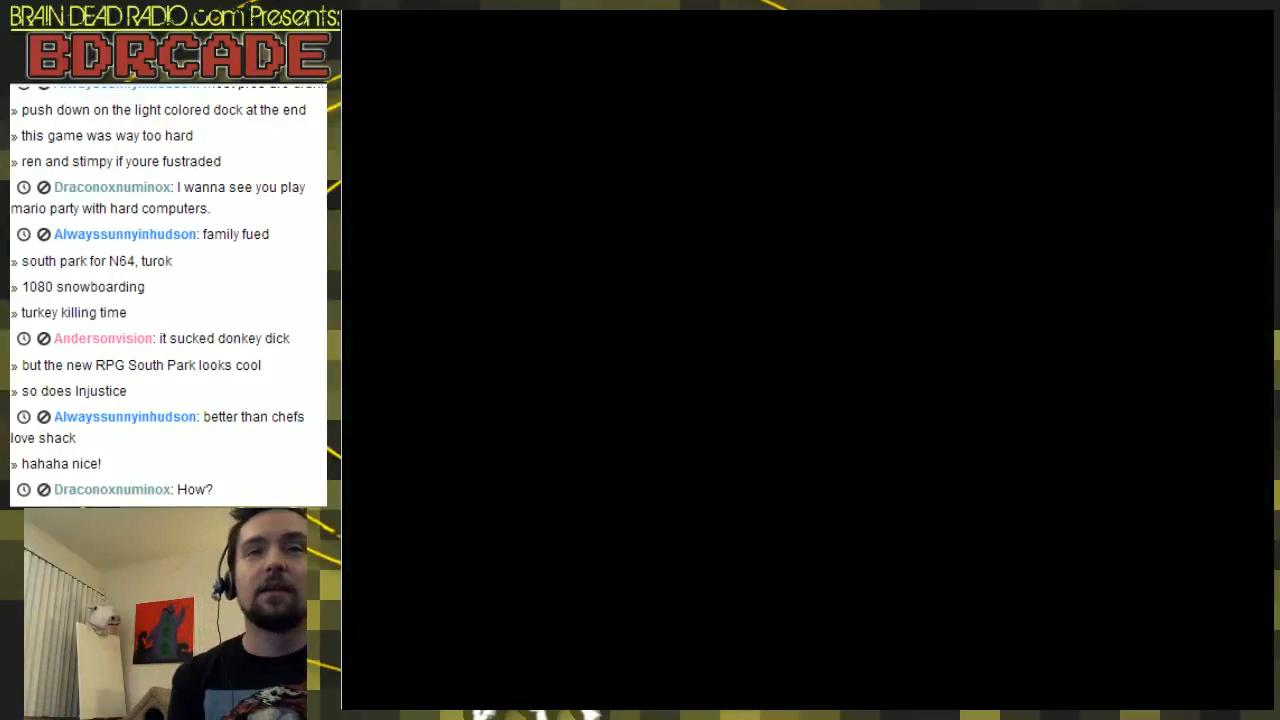 BRAIN DEAD RADIO.com Presents:
BDRCADE
» push down on the light colored dock at the end
» this game was way too hard
» ren and stimpy if youre fustraded
Draconoxnuminox: I wanna see you play
mario party with hard computers.
Alwayssunnyinhudson: family fued
» south park for N64, turok
» 1080 snowboarding
» turkey killing time
Andersonvision: it sucked donkey dick
» but the new RPG South Park looks cool
» so does Injustice
Alwayssunnyinhudson: better than chefs
love shack
» hahaha nice!
Draconoxnuminox: How?